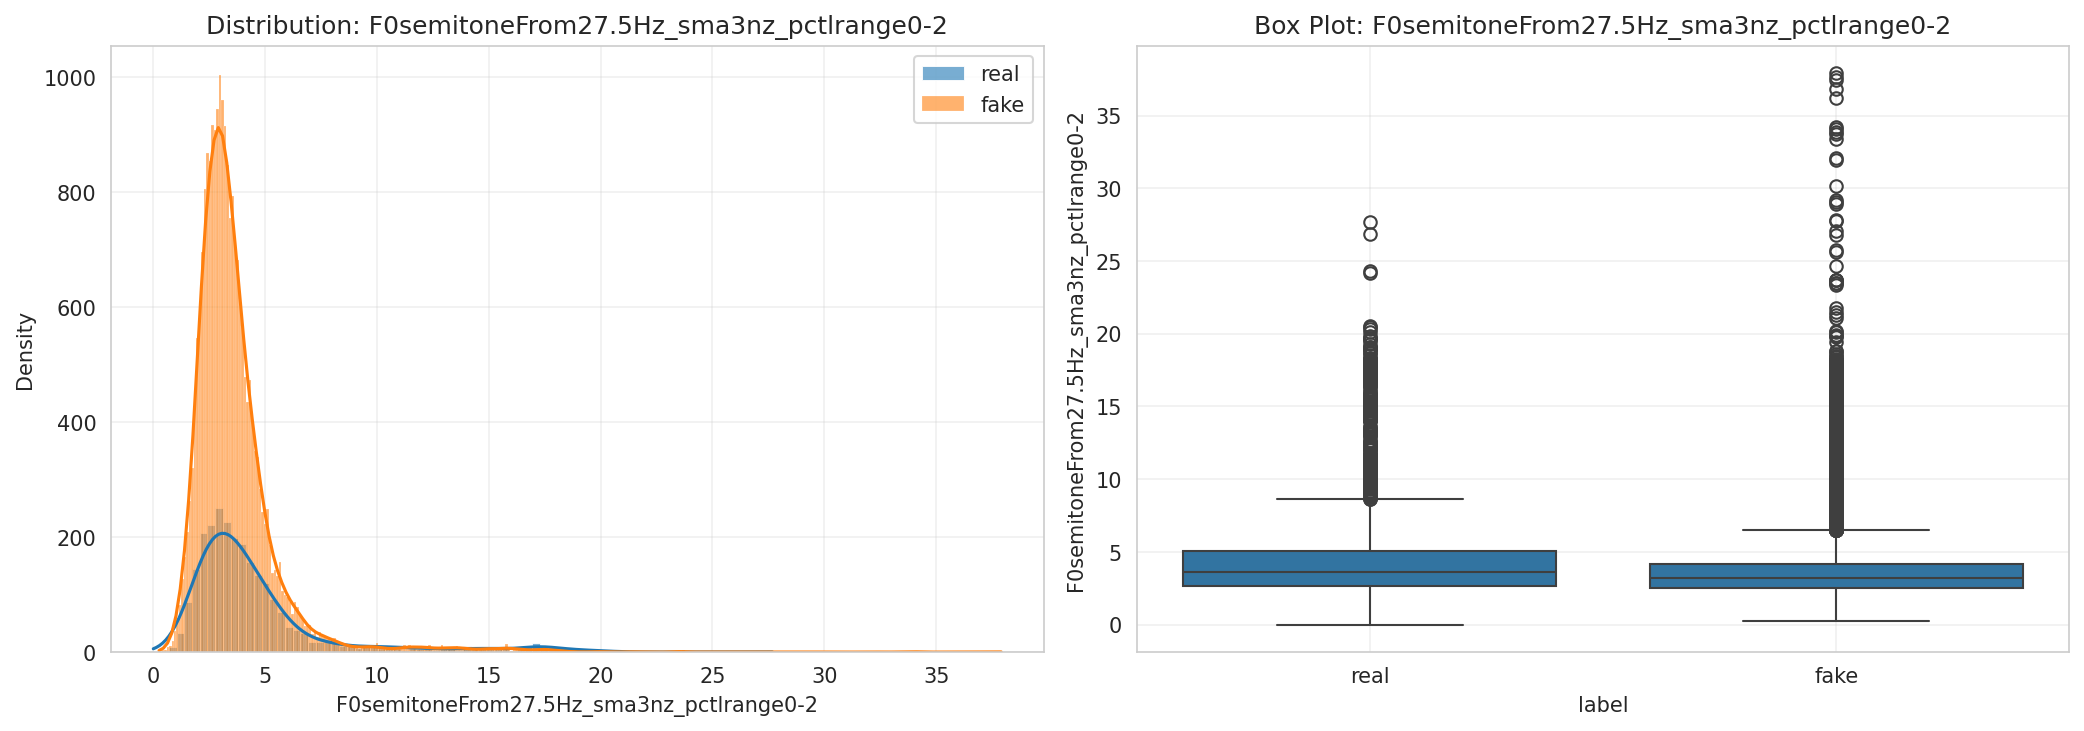 Distribution: F0semitoneFrom27.5Hz_sma3nz_pctlrange0-2
real
fake
Density
1000
800
600
400
200
0
0 5 10 15 20 25 30 35
F0semitoneFrom27.5Hz_sma3nz_pctlrange0-2
Box Plot: F0semitoneFrom27.5Hz_sma3nz_pctlrange0-2
F0semitoneFrom27.5Hz_sma3nz_pctlrange0-2
35
30
25
20
15
10
5
0
real fake
label